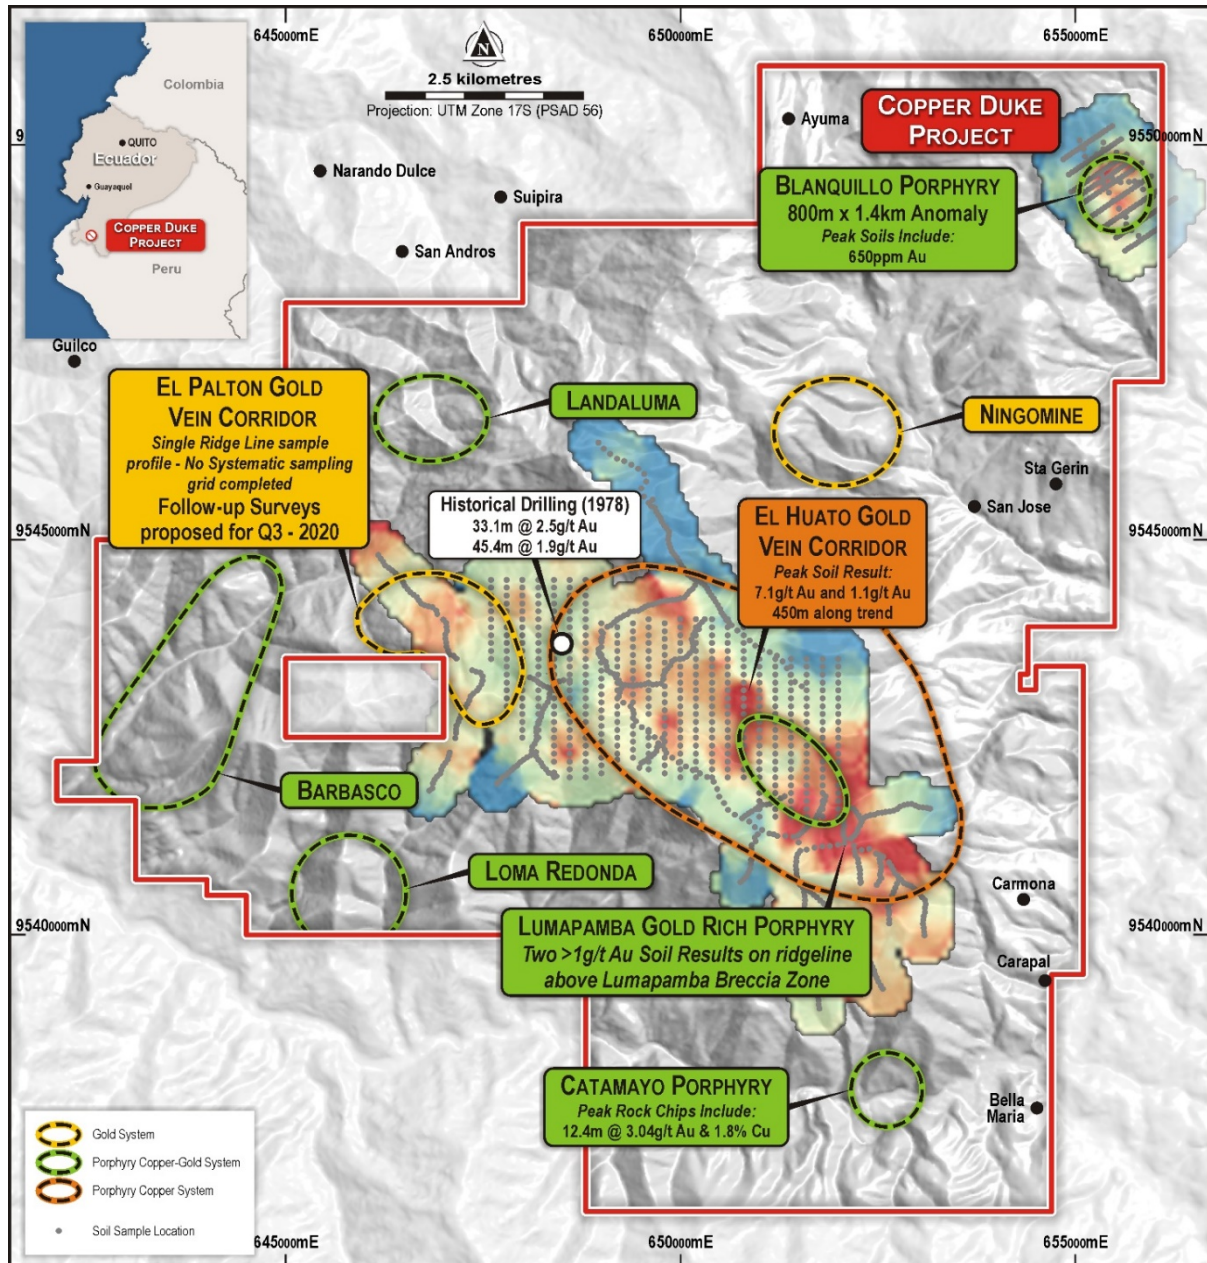 645000mE
650000mE
655000mE
N
2.5 kilometres
Projection: UTM Zone 17S (PSAD 56)
Colombia
QUITO
Ecuador
Guayaquel
COPPER DUKE
PROJECT
Peru
COPPER DUKE
PROJECT
9550000mN
Ayuma
Narando Dulce
Suipira
San Andros
BLANQUILLO PORPHYRY
800m x 1.4km Anomaly
Peak Soils Include:
650ppm Au
Guilco
EL PALTON GOLD
VEIN CORRIDOR
Single Ridge Line sample
profile - No Systematic sampling
grid completed
Follow-up Surveys
proposed for Q3 - 2020
LANDALUMA
NINGOMINE
Sta Gerin
San Jose
Historical Drilling (1978)
33.1m @ 2.5g/t Au
45.4m @ 1.9g/t Au
EL HUATO GOLD
VEIN CORRIDOR
Peak Soil Result:
7.1g/t Au and 1.1g/t Au
450m along trend
9545000mN
9545000mN
BARBASCO
LOMA REDONDA
Carmona
9540000mN
9540000mN
LUMAPAMBA GOLD RICH PORPHYRY
Two >1g/t Au Soil Results on ridgeline
above Lumapamba Breccia Zone
Carapal
CATAMAYO PORPHYRY
Peak Rock Chips Include:
12.4m @ 3.04g/t Au & 1.8% Cu
Bella
Maria
Gold System
Porphyry Copper-Gold System
Porphyry Copper System
Soil Sample Location
645000mE
650000mE
655000mE